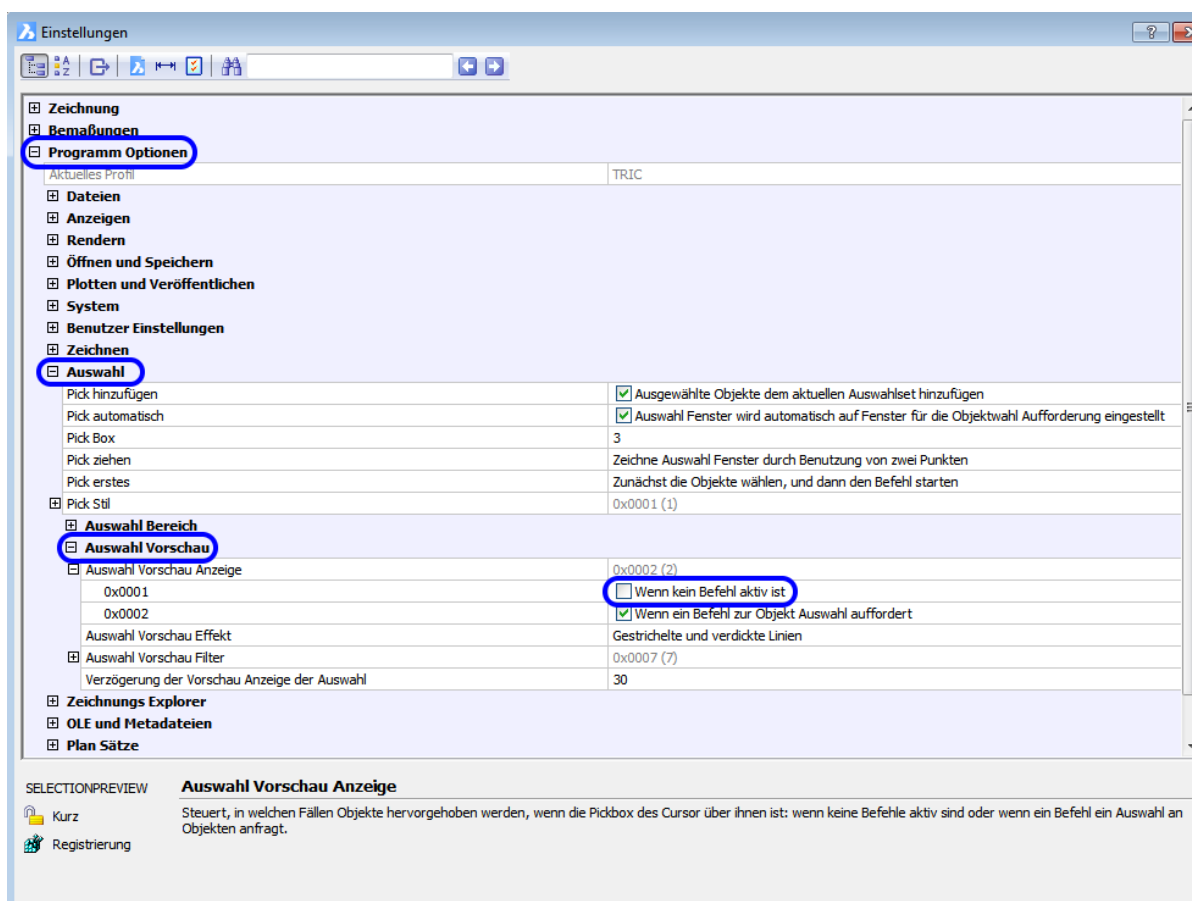 Einstellungen
Zeichnung
Bemaßungen
Programm Optionen
Aktuelles Profil TRIC
Dateien
Anzeigen
Rendern
Öffnen und Speichern
Plotten und Veröffentlichen
System
Benutzer Einstellungen
Zeichnen
Auswahl
Pick hinzufügen Ausgewählte Objekte dem aktuellen Auswahlset hinzufügen
Pick automatisch Auswahl Fenster wird automatisch auf Fenster für die Objektwahl Aufforderung eingestellt
Pick Box 3
Pick ziehen Zeichne Auswahl Fenster durch Benutzung von zwei Punkten
Pick erstes Zunächst die Objekte wählen, und dann den Befehl starten
Pick Stil 0x0001 (1)
Auswahl Bereich
Auswahl Vorschau
Auswahl Vorschau Anzeige 0x0002 (2)
0x0001 Wenn kein Befehl aktiv ist
0x0002 Wenn ein Befehl zur Objekt Auswahl auffordert
Auswahl Vorschau Effekt Gestrichelte und verdickte Linien
Auswahl Vorschau Filter 0x0007 (7)
Verzögerung der Vorschau Anzeige der Auswahl 30
Zeichnungs Explorer
OLE und Metadateien
Plan Sätze
SELECTIONPREVIEW Auswahl Vorschau Anzeige
Kurz Steuert, in welchen Fällen Objekte hervorgehoben werden, wenn die Pickbox des Cursor über ihnen ist: wenn keine Befehle aktiv sind oder wenn ein Befehl ein Auswahl an
Objekten anfragt.
Registrierung